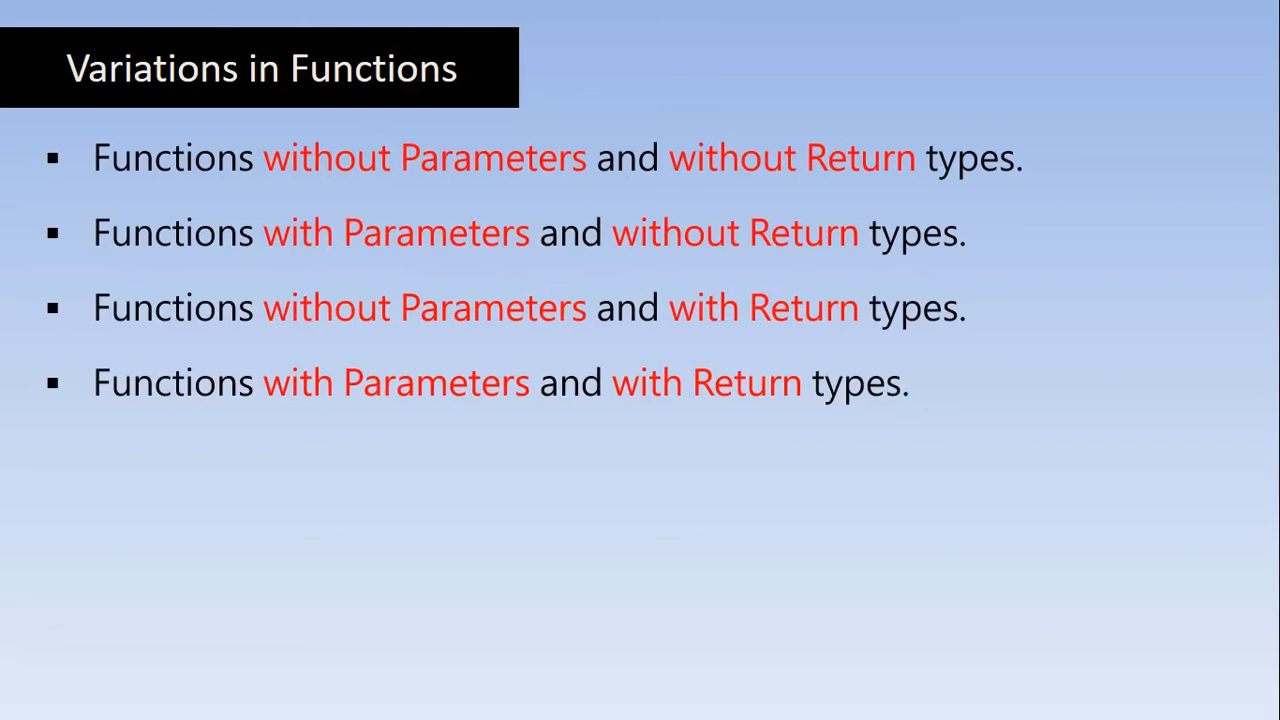 Variations in Functions
▪ Functions without Parameters and without Return types.
▪ Functions with Parameters and without Return types.
▪ Functions without Parameters and with Return types.
▪ Functions with Parameters and with Return types.